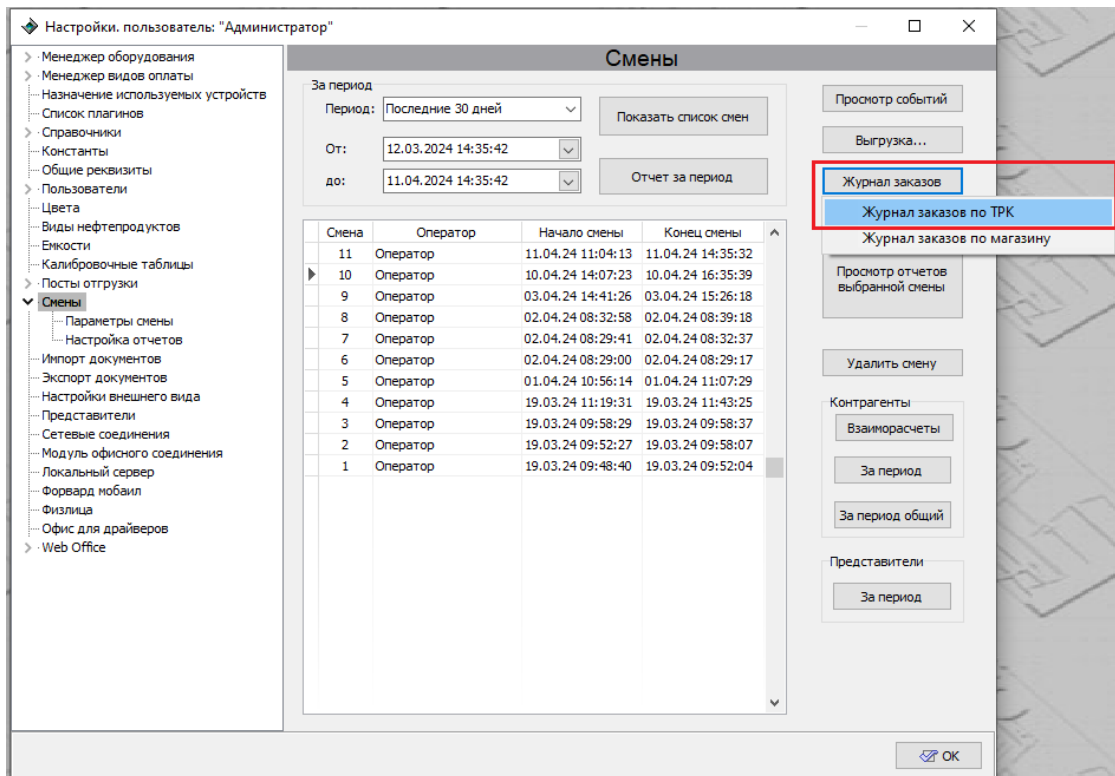 Настройки. пользователь: "Администратор"
Менеджер оборудования
Менеджер видов оплаты
Назначение используемых устройств
Список плагинов
Справочники
Константы
Общие реквизиты
Пользователи
Цвета
Виды нефтепродуктов
Емкости
Калибровочные таблицы
Посты отгрузки
Смены
Параметры смены
Настройка отчетов
Импорт документов
Экспорт документов
Настройки внешнего вида
Представители
Сетевые соединения
Модуль офисного соединения
Локальный сервер
Форвард мобаил
Физлица
Офис для драйверов
Web Office
Смены
За период
Период: Последние 30 дней
Показать список смен
От: 12.03.2024 14:35:42
до: 11.04.2024 14:35:42
Отчет за период
Смена Оператор Начало смены Конец смены
11 Оператор 11.04.24 11:04:13 11.04.24 14:35:32
10 Оператор 10.04.24 14:07:23 10.04.24 16:35:39
9 Оператор 03.04.24 14:41:26 03.04.24 15:26:18
8 Оператор 02.04.24 08:32:58 02.04.24 08:39:18
7 Оператор 02.04.24 08:29:41 02.04.24 08:32:37
6 Оператор 02.04.24 08:29:00 02.04.24 08:29:17
5 Оператор 01.04.24 10:56:14 01.04.24 11:07:29
4 Оператор 19.03.24 11:19:31 19.03.24 11:43:25
3 Оператор 19.03.24 09:58:29 19.03.24 09:58:37
2 Оператор 19.03.24 09:52:27 19.03.24 09:58:07
1 Оператор 19.03.24 09:48:40 19.03.24 09:52:04
Просмотр событий
Выгрузка...
Журнал заказов
Журнал заказов по ТРК
Журнал заказов по магазину
Просмотр отчетов
выбранной смены
Удалить смену
Контрагенты
Взаиморасчеты
За период
За период общий
Представители
За период
OK